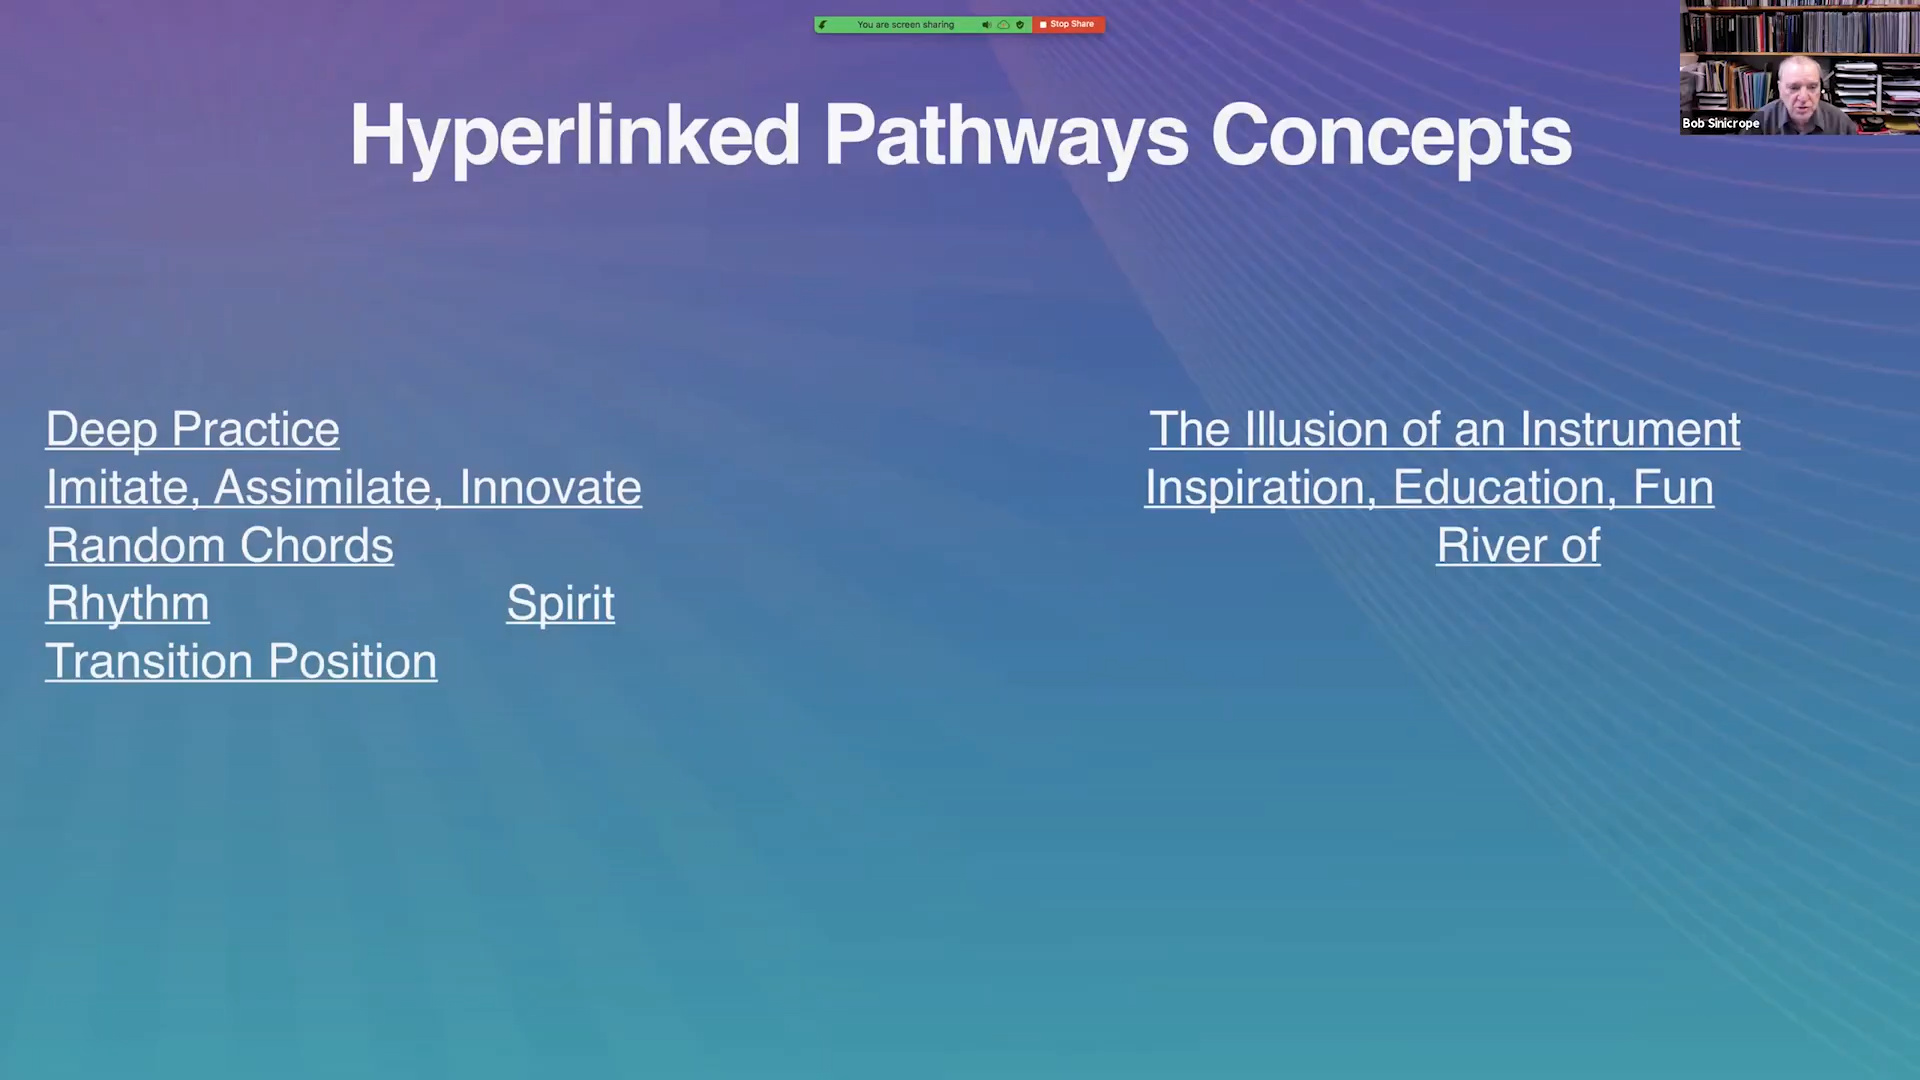 You are screen sharing Stop Share
Bob Sinicrope
Hyperlinked Pathways Concepts
Deep Practice The Illusion of an Instrument
Imitate, Assimilate, Innovate Inspiration, Education, Fun
Random Chords River of
Rhythm Spirit
Transition Position